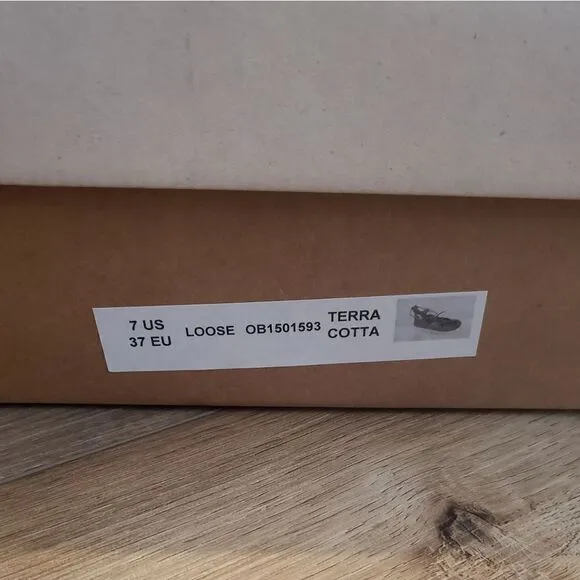 7 US
37 EU
LOOSE OB1501593
TERRA
COTTA